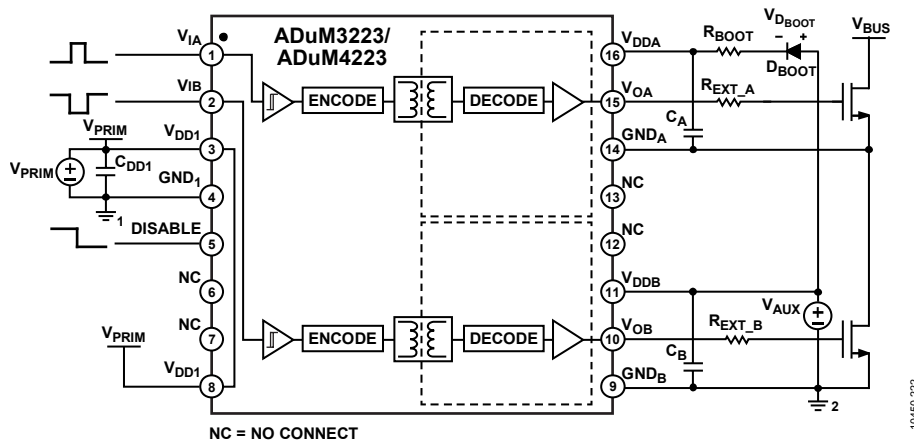 ADuM3223/
ADuM4223
VIA
1
VIB
2
VPRIM
VDD1
3
VPRIM
CDD1
GND1
4
1
DISABLE
5
NC
6
NC
7
VPRIM
VDD1
8
ENCODE
DECODE
ENCODE
DECODE
VDDA
16
RBOOT
VDBOOT
– +
DBOOT
VBUS
VOA
15
REXT_A
CA
GNDA
14
NC
13
NC
12
VDDB
11
VAUX
VOB
10
REXT_B
CB
GNDB
9
2
NC = NO CONNECT